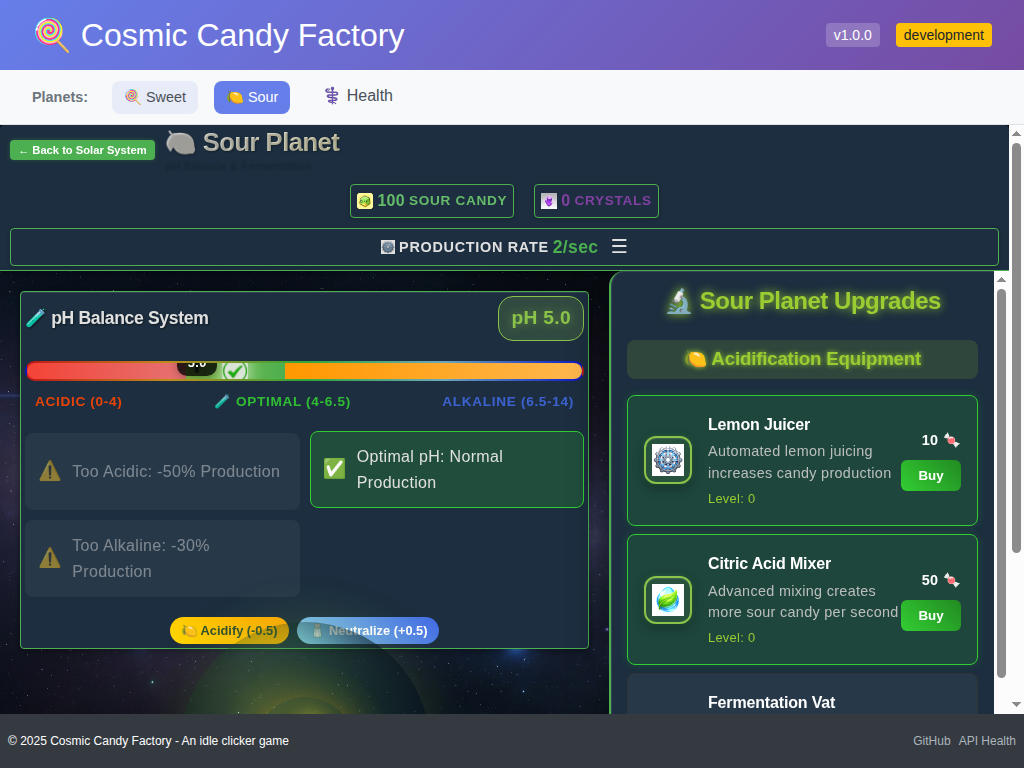 Cosmic Candy Factory
v1.0.0
development
Planets:
Sweet
Sour
Health
← Back to Solar System
Sour Planet
pH Balance & Fermentation
100 SOUR CANDY
0 CRYSTALS
PRODUCTION RATE 2/sec ☰
pH Balance System
pH 5.0
5.0
ACIDIC (0-4)
OPTIMAL (4-6.5)
ALKALINE (6.5-14)
Too Acidic: -50% Production
Optimal pH: Normal
Production
Too Alkaline: -30%
Production
Acidify (-0.5)
Neutralize (+0.5)
Sour Planet Upgrades
Acidification Equipment
Lemon Juicer
Automated lemon juicing
increases candy production
Level: 0
10
Buy
Citric Acid Mixer
Advanced mixing creates
more sour candy per second
Level: 0
50
Buy
Fermentation Vat
© 2025 Cosmic Candy Factory - An idle clicker game
GitHub
API Health